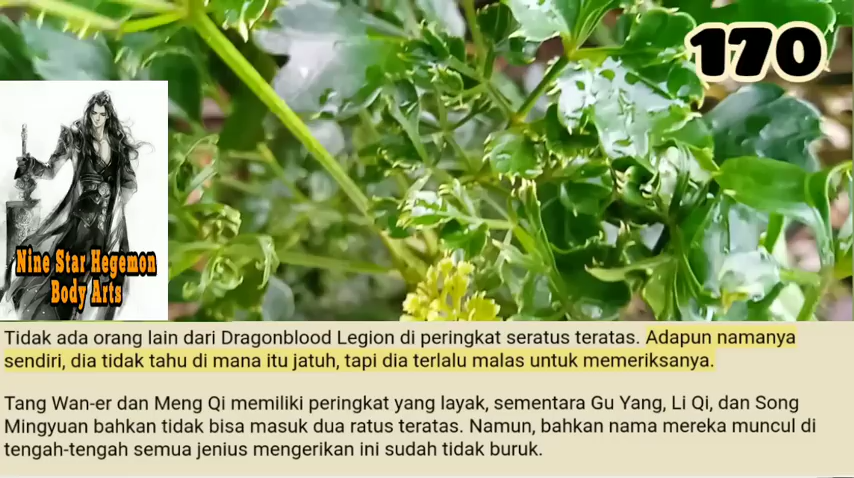 170
Nine Star Hegemon
Body Arts
Tidak ada orang lain dari Dragonblood Legion di peringkat seratus teratas. Adapun namanya
sendiri, dia tidak tahu di mana itu jatuh, tapi dia terlalu malas untuk memeriksanya.
Tang Wan-er dan Meng Qi memiliki peringkat yang layak, sementara Gu Yang, Li Qi, dan Song
Mingyuan bahkan tidak bisa masuk dua ratus teratas. Namun, bahkan nama mereka muncul di
tengah-tengah semua jenius mengerikan ini sudah tidak buruk.